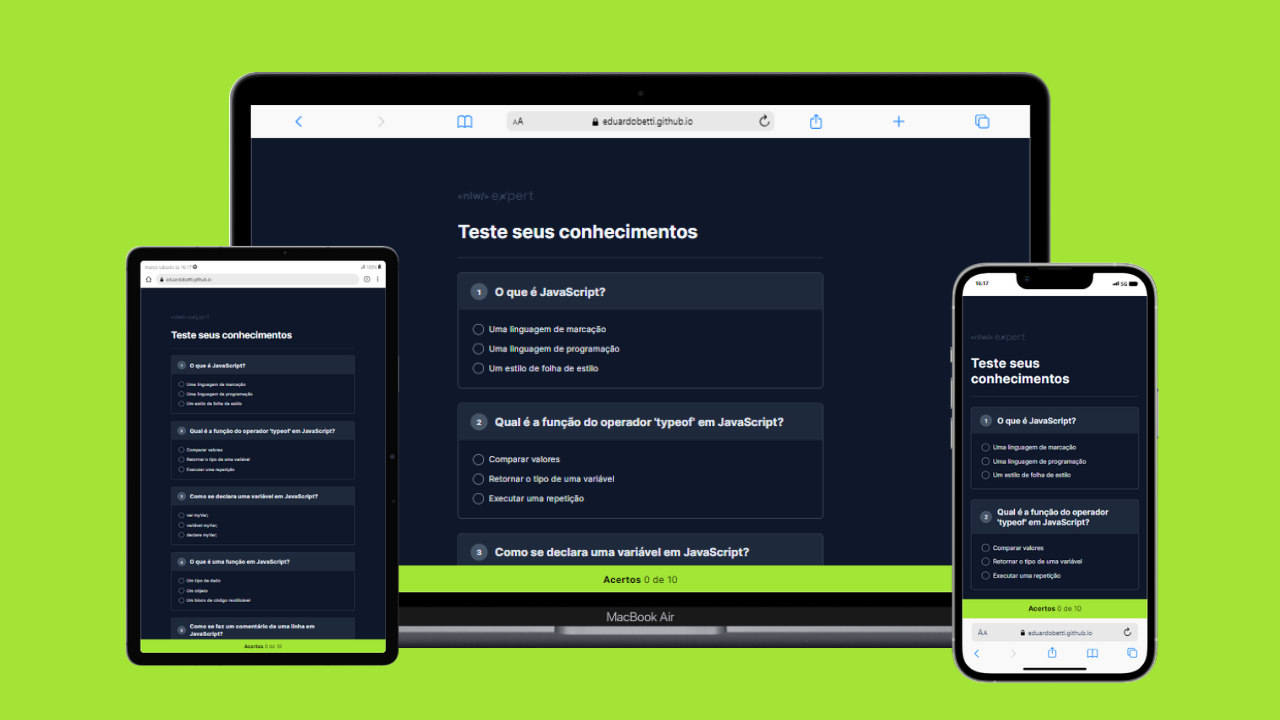 AA eduardobetti.github.io
<nlw/> expert
Teste seus conhecimentos
1 O que é JavaScript?
Uma linguagem de marcação
Uma linguagem de programação
Um estilo de folha de estilo
2 Qual é a função do operador 'typeof' em JavaScript?
Comparar valores
Retornar o tipo de uma variável
Executar uma repetição
3 Como se declara uma variável em JavaScript?
Acertos 0 de 10
MacBook Air
eduardobetti.github.io
<nlw/> expert
Teste seus conhecimentos
1 O que é JavaScript?
Uma linguagem de marcação
Uma linguagem de programação
Um estilo de folha de estilo
2 Qual é a função do operador 'typeof' em JavaScript?
Comparar valores
Retornar o tipo de uma variável
Executar uma repetição
3 Como se declara uma variável em JavaScript?
var myVar;
variável myVar;
declare myVar;
4 O que é uma função em JavaScript?
Um tipo de dado
Um objeto
Um bloco de código reutilizável
5 Como se faz um comentário de uma linha em
JavaScript?
Acertos 0 de 10
16:17 5G
<nlw/> expert
Teste seus
conhecimentos
1 O que é JavaScript?
Uma linguagem de marcação
Uma linguagem de programação
Um estilo de folha de estilo
2 Qual é a função do operador
'typeof' em JavaScript?
Comparar valores
Retornar o tipo de uma variável
Executar uma repetição
Acertos 0 de 10
AA eduardobetti.github.io